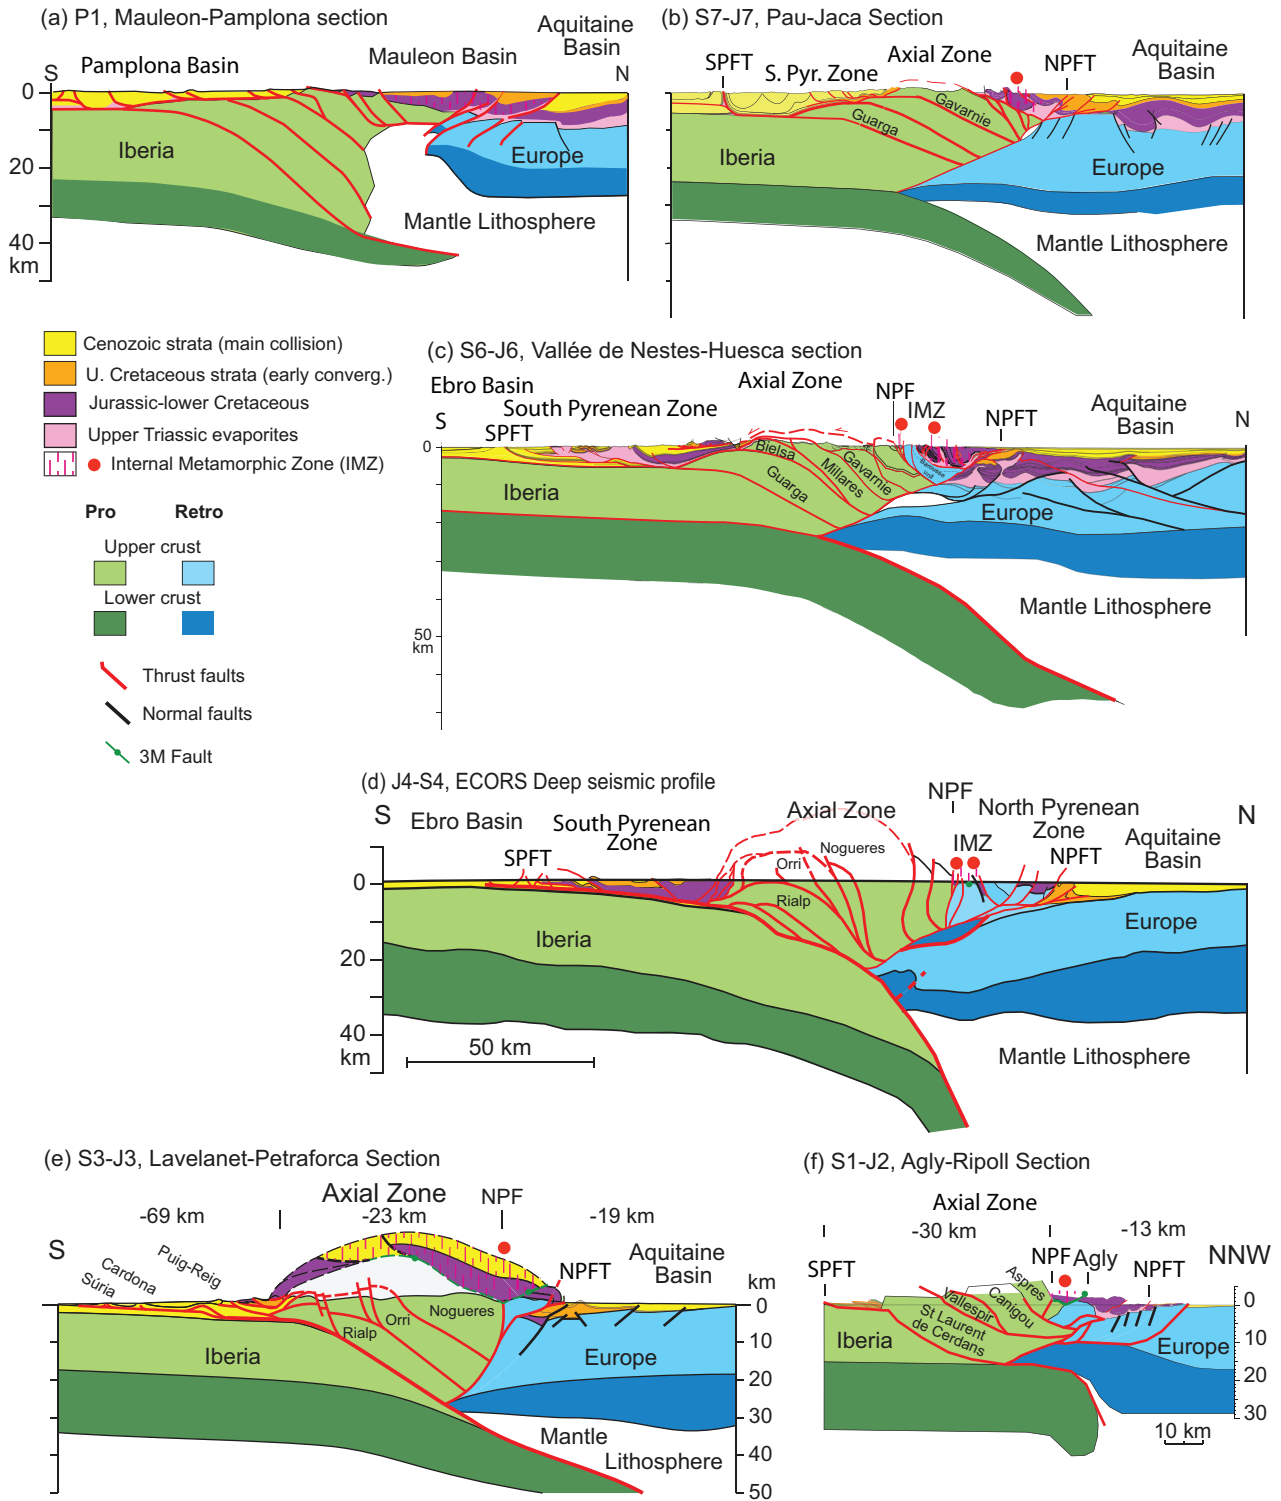 (a) P1, Mauleon-Pamplona section
Aquitaine
Basin
Mauleon Basin
Pamplona Basin
S
N
0
20
40
km
Iberia
Europe
Mantle Lithosphere
(b) S7-J7, Pau-Jaca Section
Axial Zone
Aquitaine
Basin
SPFT
S. Pyr. Zone
NPFT
Gavarnie
Guarga
Iberia
Europe
Mantle Lithosphere
Cenozoic strata (main collision)
U. Cretaceous strata (early converg.)
Jurassic-lower Cretaceous
Upper Triassic evaporites
Internal Metamorphic Zone (IMZ)
Pro
Retro
Upper crust
Lower crust
Thrust faults
Normal faults
3M Fault
(c) S6-J6, Vallée de Nestes-Huesca section
Ebro Basin
Axial Zone
NPF
IMZ
Aquitaine
Basin
S
South Pyrenean Zone
NPFT
N
SPFT
0
50
km
Bielsa
Gavarnie
Millares
Guarga
Iberia
Europe
Mantle Lithosphere
(d) J4-S4, ECORS Deep seismic profile
S
Ebro Basin
South Pyrenean
Zone
Axial Zone
NPF
North Pyrenean
Zone
N
SPFT
Nogueres
IMZ
NPFT
Aquitaine
Basin
Orri
Rialp
0
20
40
km
Iberia
Europe
50 km
Mantle Lithosphere
(e) S3-J3, Lavelanet-Petraforca Section
Axial Zone
NPF
-69 km
-23 km
-19 km
S
Súria
Cardona
Puig-Reig
NPFT
Aquitaine
Basin
km
0
10
20
30
40
50
Nogueres
Orri
Rialp
Iberia
Europe
Mantle
Lithosphere
(f) S1-J2, Agly-Ripoll Section
Axial Zone
-30 km
-13 km
NPF
Agly
NNW
SPFT
NPFT
km
0
10
20
30
Aspres
Canigou
Vallespir
St Laurent
de Cerdans
Iberia
Europe
10 km